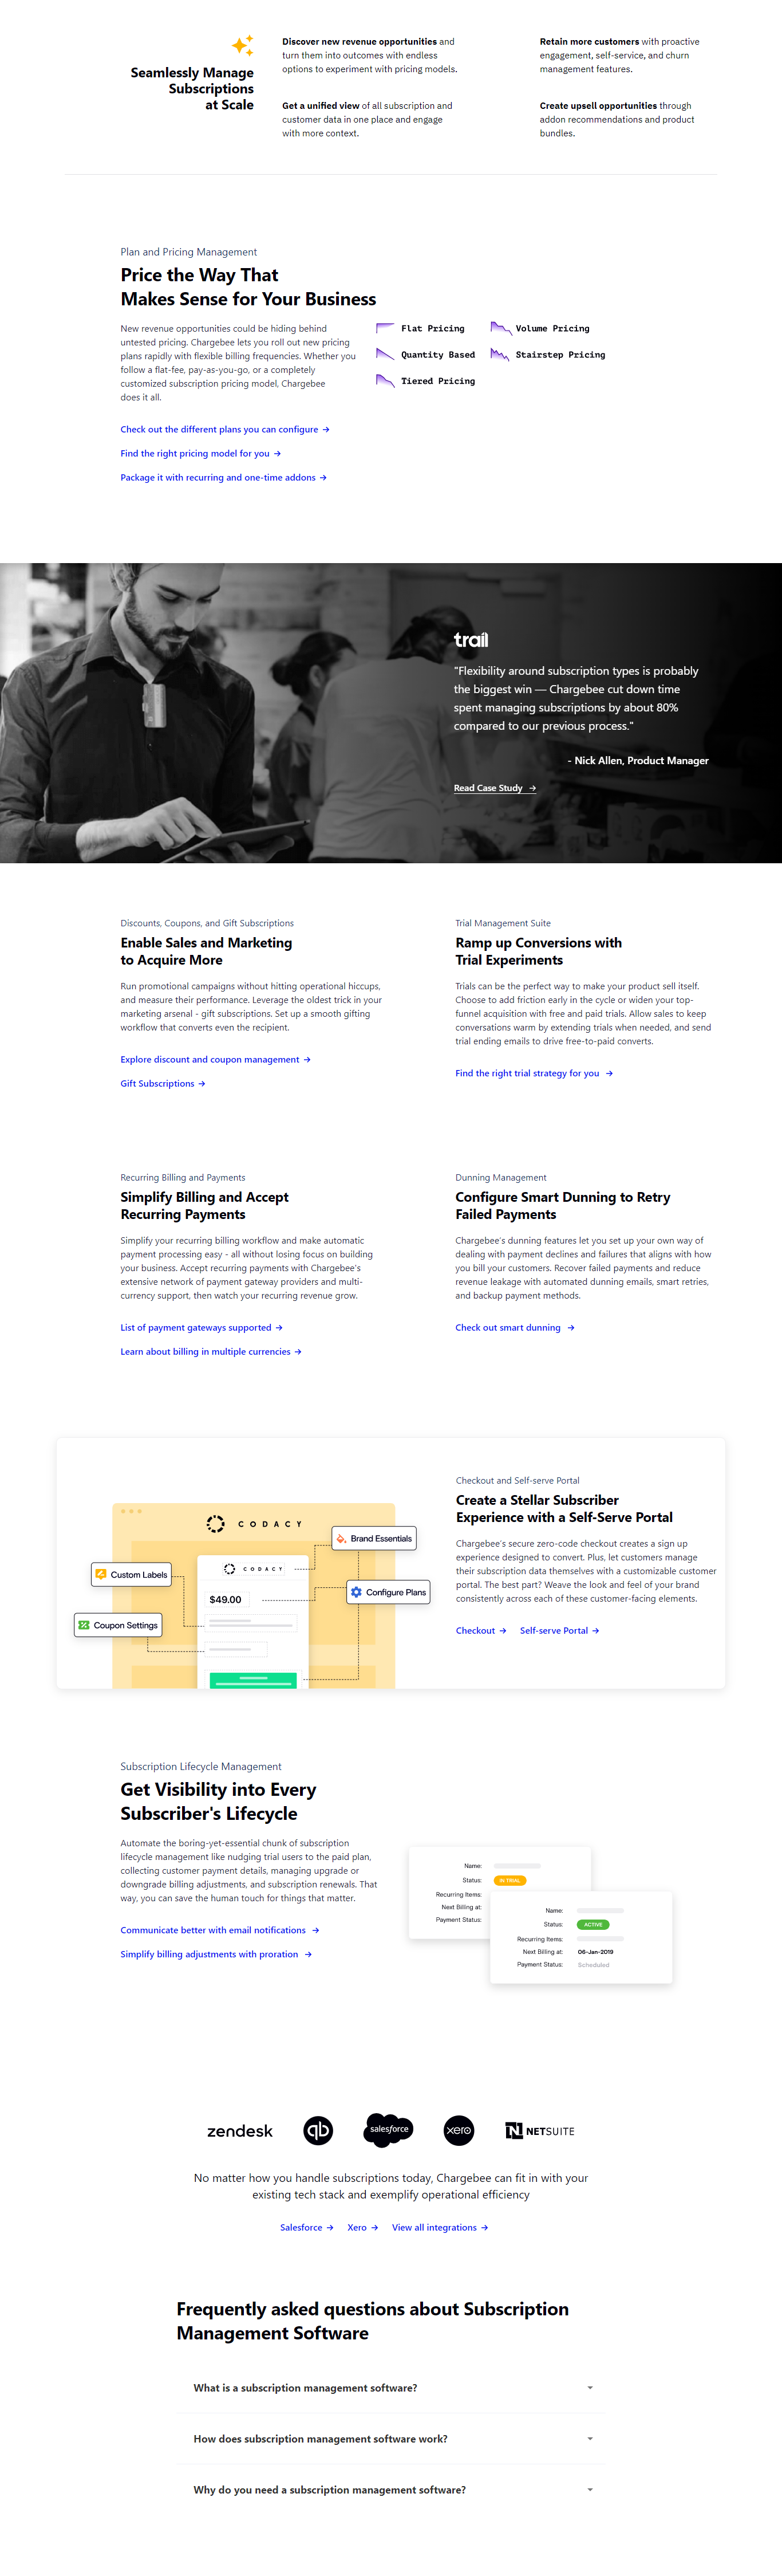 Seamlessly Manage
Subscriptions
at Scale
Discover new revenue opportunities and
turn them into outcomes with endless
options to experiment with pricing models.
Retain more customers with proactive
engagement, self-service, and churn
management features.
Get a unified view of all subscription and
customer data in one place and engage
with more context.
Create upsell opportunities through
addon recommendations and product
bundles.
Plan and Pricing Management
Price the Way That
Makes Sense for Your Business
New revenue opportunities could be hiding behind
untested pricing. Chargebee lets you roll out new pricing
plans rapidly with flexible billing frequencies. Whether you
follow a flat-fee, pay-as-you-go, or a completely
customized subscription pricing model, Chargebee
does it all.
Flat Pricing
Volume Pricing
Quantity Based
Stairstep Pricing
Tiered Pricing
Check out the different plans you can configure →
Find the right pricing model for you →
Package it with recurring and one-time addons →
trail
"Flexibility around subscription types is probably
the biggest win — Chargebee cut down time
spent managing subscriptions by about 80%
compared to our previous process."
- Nick Allen, Product Manager
Read Case Study →
Discounts, Coupons, and Gift Subscriptions
Enable Sales and Marketing
to Acquire More
Run promotional campaigns without hitting operational hiccups,
and measure their performance. Leverage the oldest trick in your
marketing arsenal - gift subscriptions. Set up a smooth gifting
workflow that converts even the recipient.
Explore discount and coupon management →
Gift Subscriptions →
Trial Management Suite
Ramp up Conversions with
Trial Experiments
Trials can be the perfect way to make your product sell itself.
Choose to add friction early in the cycle or widen your top-
funnel acquisition with free and paid trials. Allow sales to keep
conversations warm by extending trials when needed, and send
trial ending emails to drive free-to-paid converts.
Find the right trial strategy for you →
Recurring Billing and Payments
Simplify Billing and Accept
Recurring Payments
Simplify your recurring billing workflow and make automatic
payment processing easy - all without losing focus on building
your business. Accept recurring payments with Chargebee's
extensive network of payment gateway providers and multi-
currency support, then watch your recurring revenue grow.
List of payment gateways supported →
Learn about billing in multiple currencies →
Dunning Management
Configure Smart Dunning to Retry
Failed Payments
Chargebee's dunning features let you set up your own way of
dealing with payment declines and failures that aligns with how
you bill your customers. Recover failed payments and reduce
revenue leakage with automated dunning emails, smart retries,
and backup payment methods.
Check out smart dunning →
CODACY
Brand Essentials
CODACY
Custom Labels
Configure Plans
$49.00
Coupon Settings
Checkout and Self-serve Portal
Create a Stellar Subscriber
Experience with a Self-Serve Portal
Chargebee's secure zero-code checkout creates a sign up
experience designed to convert. Plus, let customers manage
their subscription data themselves with a customizable customer
portal. The best part? Weave the look and feel of your brand
consistently across each of these customer-facing elements.
Checkout → Self-serve Portal →
Subscription Lifecycle Management
Get Visibility into Every
Subscriber's Lifecycle
Automate the boring-yet-essential chunk of subscription
lifecycle management like nudging trial users to the paid plan,
collecting customer payment details, managing upgrade or
downgrade billing adjustments, and subscription renewals. That
way, you can save the human touch for things that matter.
Communicate better with email notifications →
Simplify billing adjustments with proration →
Name:
Status: IN TRIAL
Recurring Items:
Next Billing at:
Payment Status:
Name:
Status: ACTIVE
Recurring Items:
Next Billing at: 06-Jan-2019
Payment Status: Scheduled
zendesk qb salesforce xero NETSUITE
No matter how you handle subscriptions today, Chargebee can fit in with your
existing tech stack and exemplify operational efficiency
Salesforce → Xero → View all integrations →
Frequently asked questions about Subscription
Management Software
What is a subscription management software?
How does subscription management software work?
Why do you need a subscription management software?